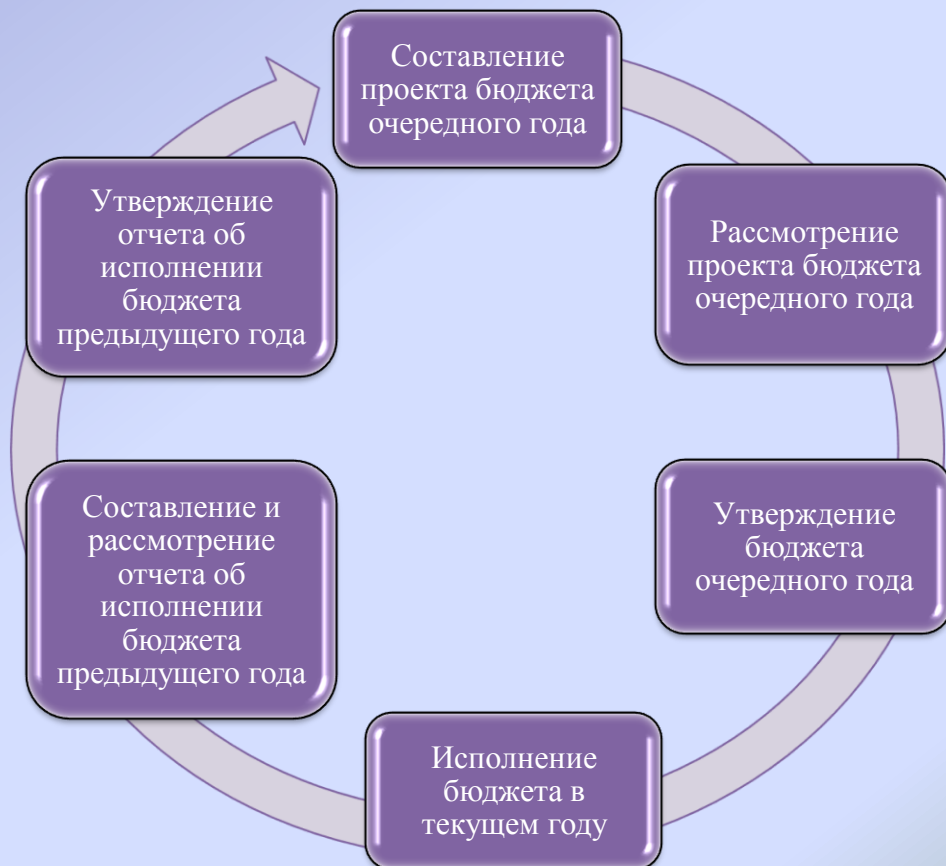 Составление
проекта бюджета
очередного года
Рассмотрение
проекта бюджета
очередного года
Утверждение
бюджета
очередного года
Исполнение
бюджета в
текущем году
Составление и
рассмотрение
отчета об
исполнении
бюджета
предыдущего года
Утверждение
отчета об
исполнении
бюджета
предыдущего года